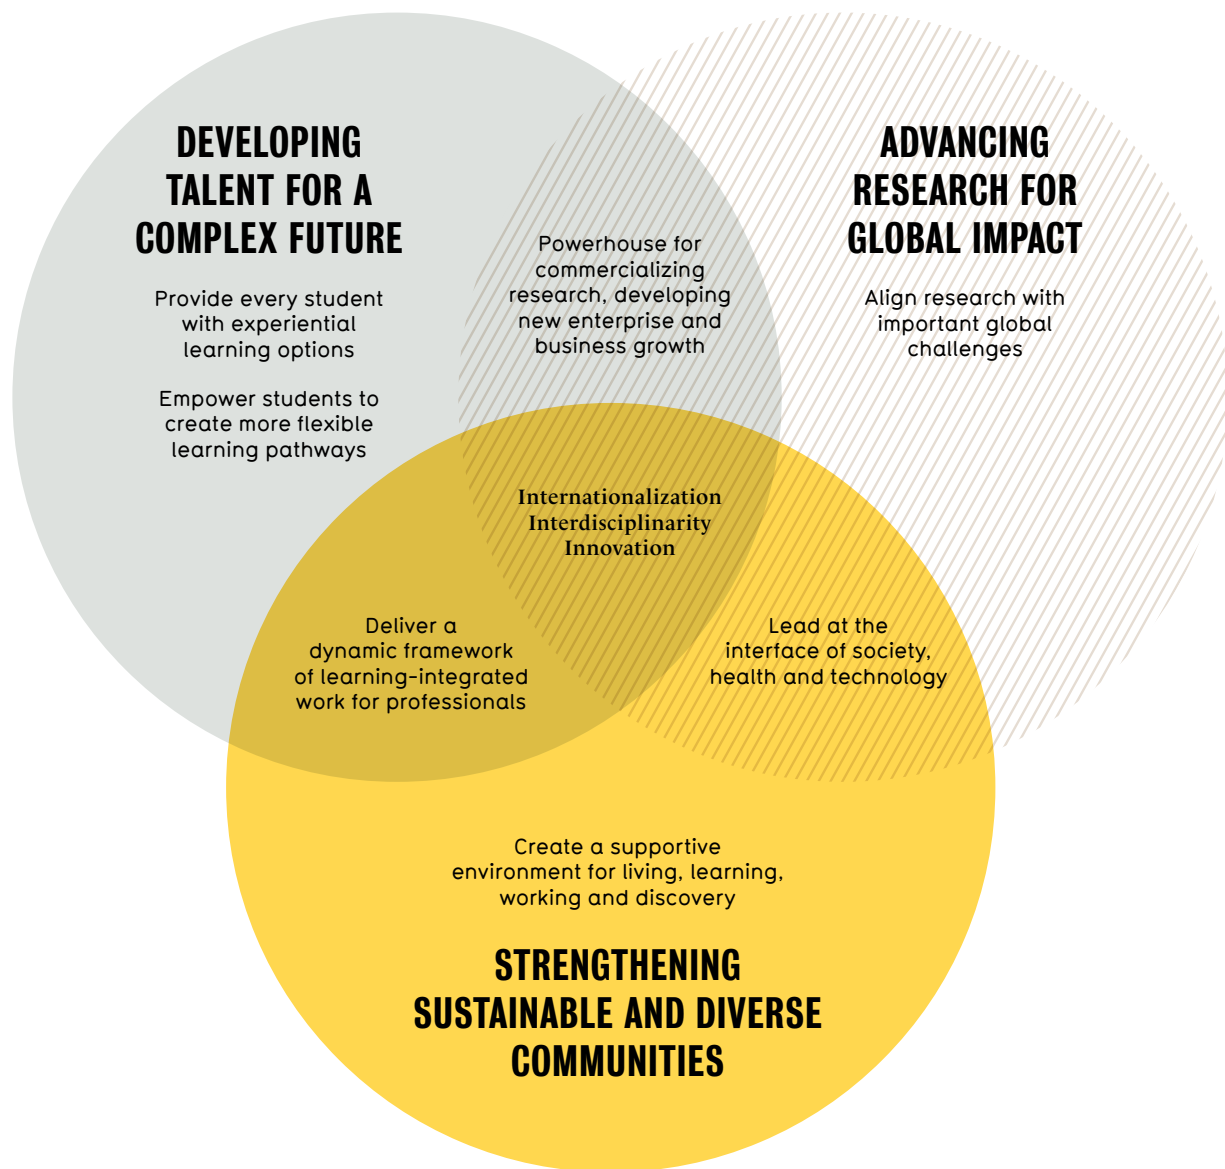 DEVELOPING
TALENT FOR A
COMPLEX FUTURE
Provide every student
with experiential
learning options
Empower students to
create more flexible
learning pathways
Powerhouse for
commercializing
research, developing
new enterprise and
business growth
ADVANCING
RESEARCH FOR
GLOBAL IMPACT
Align research with
important global
challenges
Internationalization
Interdisciplinarity
Innovation
Deliver a
dynamic framework
of learning-integrated
work for professionals
Lead at the
interface of society,
health and technology
Create a supportive
environment for living, learning,
working and discovery
STRENGTHENING
SUSTAINABLE AND DIVERSE
COMMUNITIES